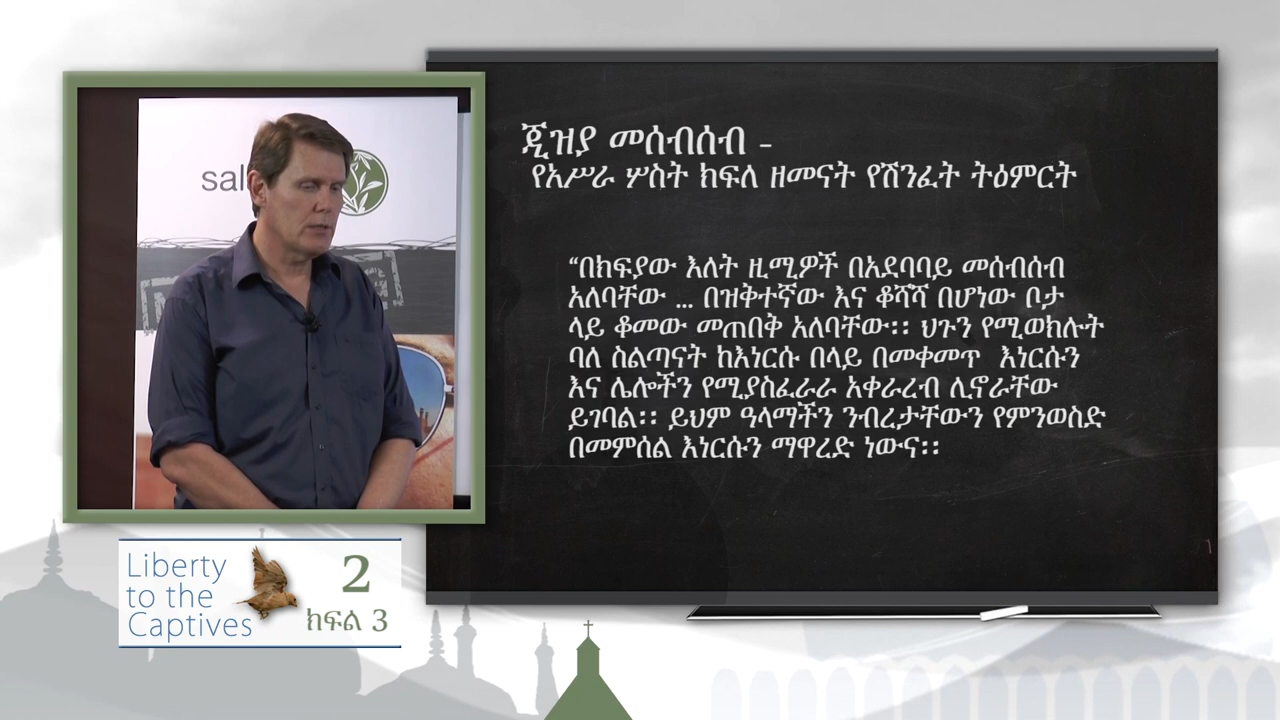 sal
ጂዝያ መሰብሰብ -
የአሥራ ሦስት ክፍለ ዘመናት የሽንፈት ትዕምርት
“በክፍያው እለት ዚሚዎች በአደባባይ መሰብሰብ
አለባቸው ... በዝቅተኛው እና ቆሻሻ በሆነው ቦታ
ላይ ቆመው መጠበቅ አለባቸው፡፡ ህጉን የሚወክሉት
ባለ ስልጣናት ከእነርሱ በላይ በመቀመጥ እነርሱን
እና ሌሎችን የሚያስፈራራ አቀራረብ ሊኖራቸው
ይገባል፡፡ ይህም ዓላማችን ንብረታቸውን የምንወስድ
በመምሰል እነርሱን ማዋረድ ነውና፡፡
Liberty
to the
Captives
2
ክፍል 3